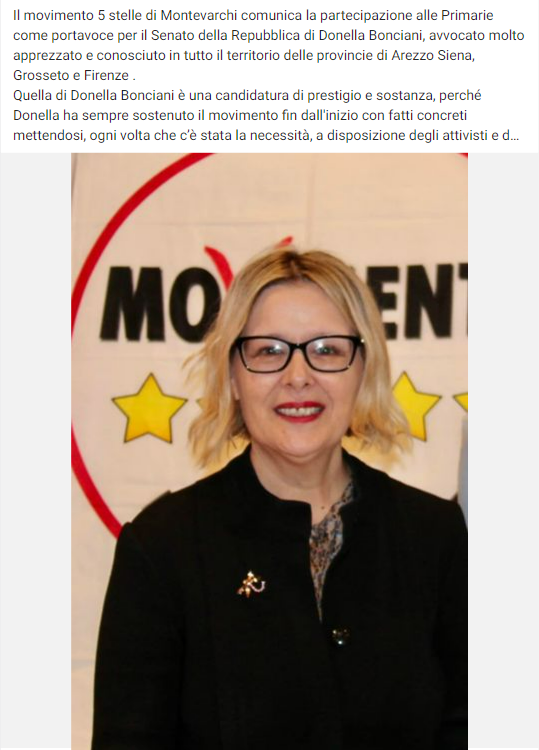 Il movimento 5 stelle di Montevarchi comunica la partecipazione alle Primarie
come portavoce per il Senato della Repubblica di Donella Bonciani, avvocato molto
apprezzato e conosciuto in tutto il territorio delle provincie di Arezzo Siena,
Grosseto e Firenze .
Quella di Donella Bonciani è una candidatura di prestigio e sostanza, perché
Donella ha sempre sostenuto il movimento fin dall'inizio con fatti concreti
mettendosi, ogni volta che c'è stata la necessità, a disposizione degli attivisti e d...
MOV ENT